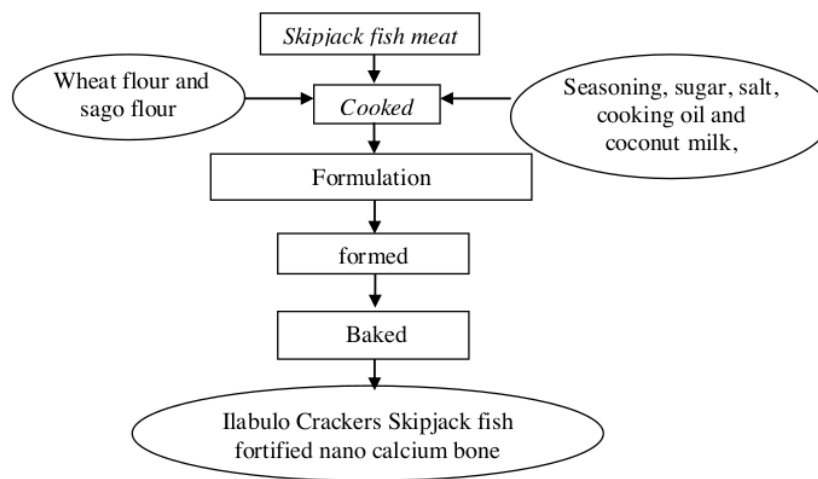 Skipjack fish meat
Wheat flour and
sago flour
Cooked
Seasoning, sugar, salt,
cooking oil and
coconut milk,
Formulation
formed
Baked
Ilabulo Crackers Skipjack fish
fortified nano calcium bone